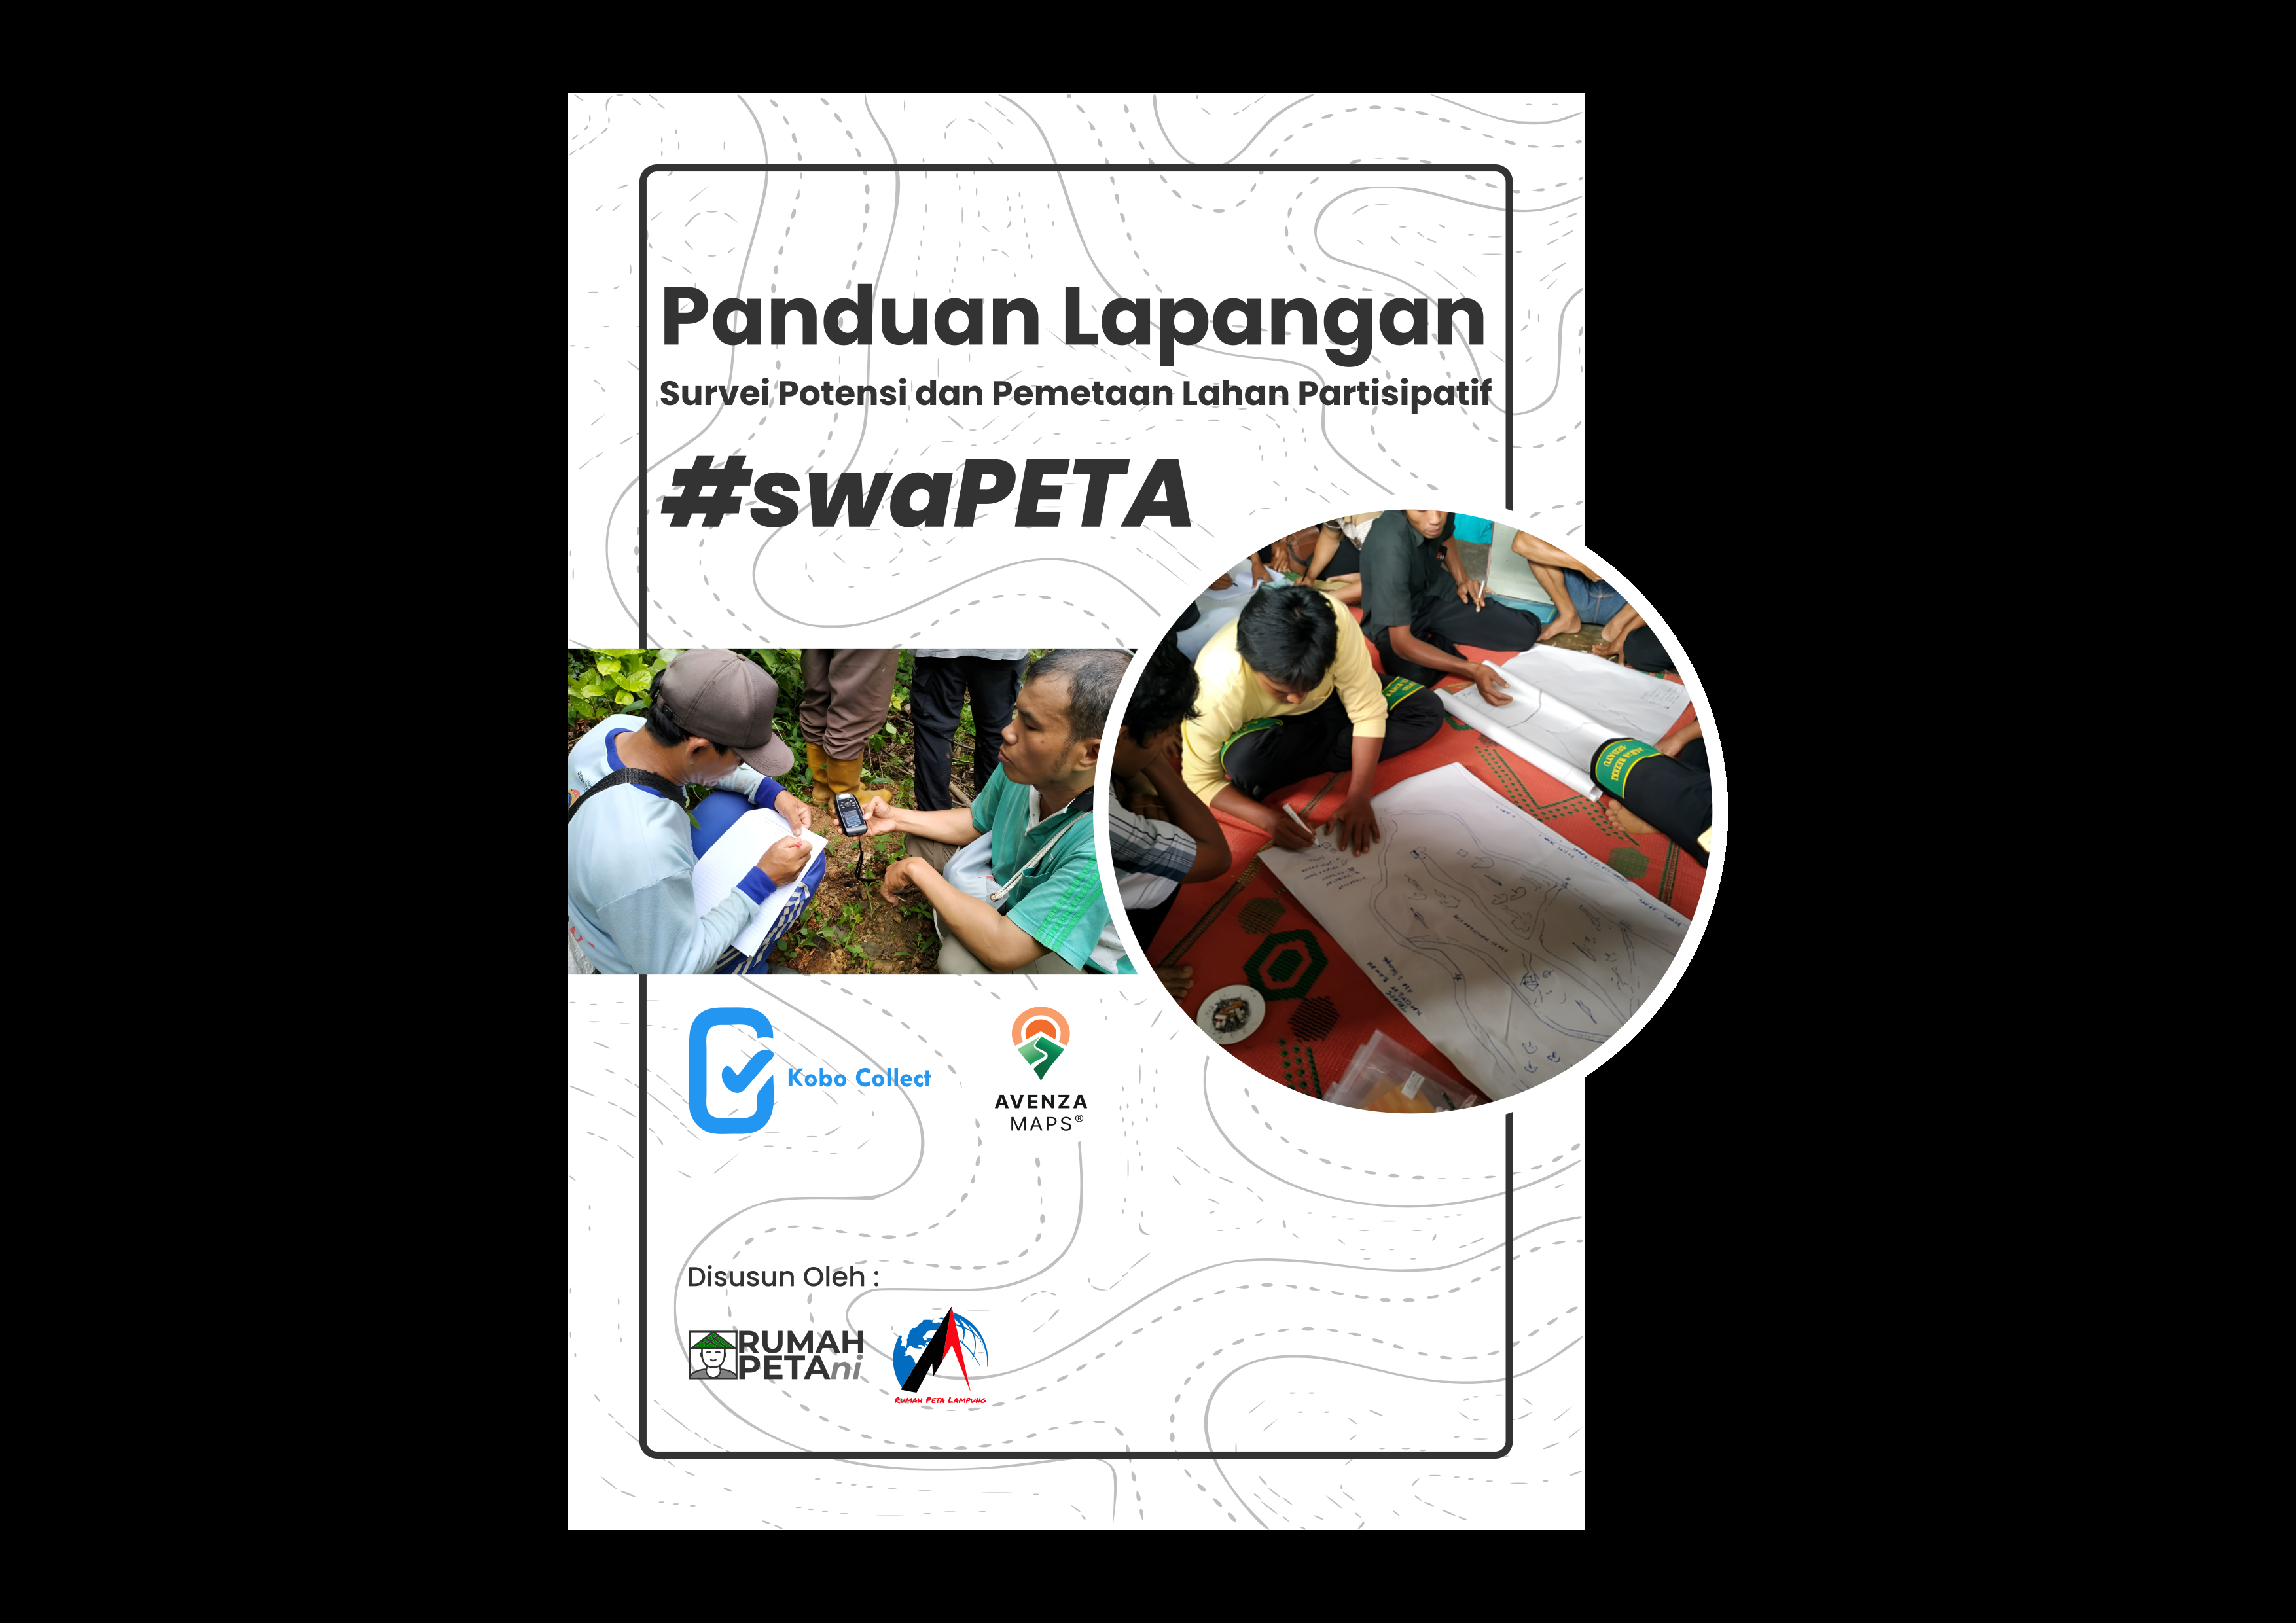 Panduan Lapangan
Survei Potensi dan Pemetaan Lahan Partisipatif
#swaPETA
Kobo Collect
AVENZA
MAPS®
Disusun Oleh :
RUMAH
PETAni
RUMAH PETA LAMPUNG